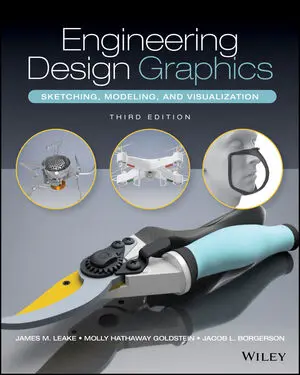 Engineering
Design Graphics
SKETCHING, MODELING, AND VISUALIZATION
THIRD EDITION
JAMES M. LEAKE • MOLLY HATHAWAY GOLDSTEIN • JACOB L. BORGERSON
WILEY